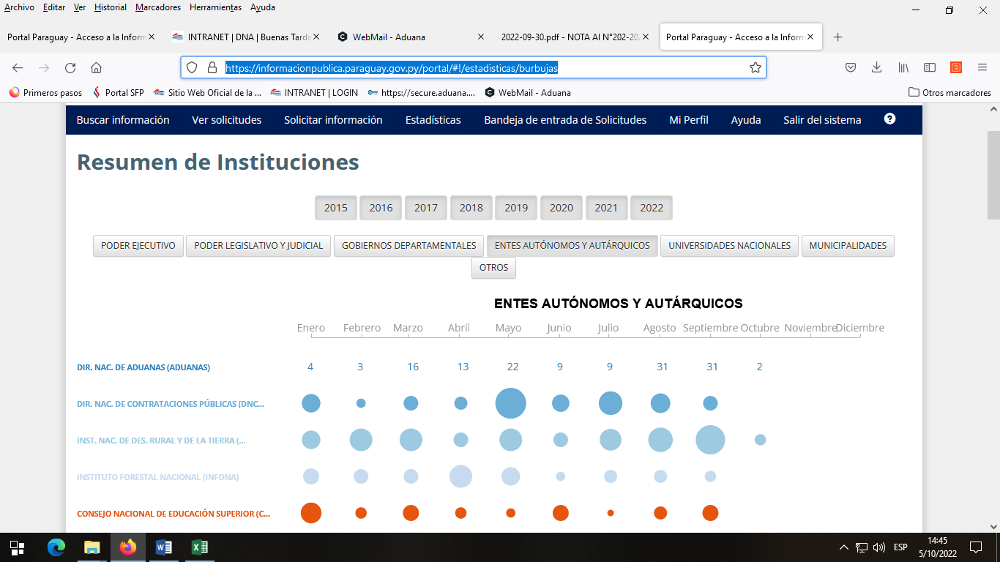 Archivo Editar Ver Historial Marcadores Herramientas Ayuda
Portal Paraguay - Acceso a la Inform INTRANET | DNA | Buenas Tarde WebMail - Aduana 2022-09-30.pdf - NOTA AI N°202-202 Portal Paraguay - Acceso a la Inform
https://informacionpublica.paraguay.gov.py/portal/#!/estadisticas/burbujas
Primeros pasos Portal SFP Sitio Web Oficial de la ... INTRANET | LOGIN https://secure.aduana.... WebMail - Aduana Otros marcadores
Buscar información Ver solicitudes Solicitar información Estadísticas Bandeja de entrada de Solicitudes Mi Perfil Ayuda Salir del sistema ?
Resumen de Instituciones
2015 2016 2017 2018 2019 2020 2021 2022
PODER EJECUTIVO PODER LEGISLATIVO Y JUDICIAL GOBIERNOS DEPARTAMENTALES ENTES AUTÓNOMOS Y AUTÁRQUICOS UNIVERSIDADES NACIONALES MUNICIPALIDADES
OTROS
ENTES AUTÓNOMOS Y AUTÁRQUICOS
Enero Febrero Marzo Abril Mayo Junio Julio Agosto Septiembre Octubre Noviembre Diciembre
DIR. NAC. DE ADUANAS (ADUANAS) 4 3 16 13 22 9 9 31 31 2
DIR. NAC. DE CONTRATACIONES PÚBLICAS (DNC...
INST. NAC. DE DES. RURAL Y DE LA TIERRA (...
INSTITUTO FORESTAL NACIONAL (INFONA)
CONSEJO NACIONAL DE EDUCACIÓN SUPERIOR (C...
ESP 14:45
5/10/2022